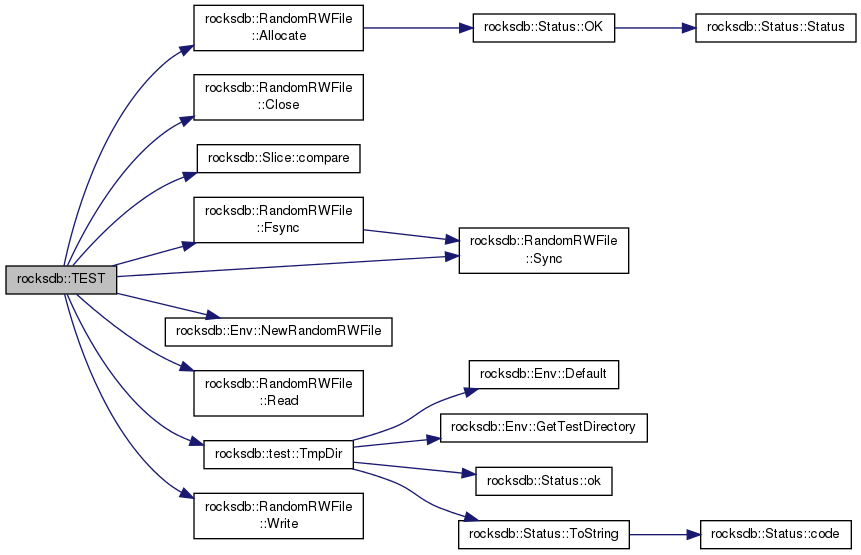 rocksdb::RandomRWFile
::Allocate
rocksdb::Status::OK
rocksdb::Status::Status
rocksdb::RandomRWFile
::Close
rocksdb::Slice::compare
rocksdb::RandomRWFile
::Fsync
rocksdb::RandomRWFile
::Sync
rocksdb::TEST
rocksdb::Env::NewRandomRWFile
rocksdb::RandomRWFile
::Read
rocksdb::Env::Default
rocksdb::Env::GetTestDirectory
rocksdb::test::TmpDir
rocksdb::Status::ok
rocksdb::RandomRWFile
::Write
rocksdb::Status::ToString
rocksdb::Status::code